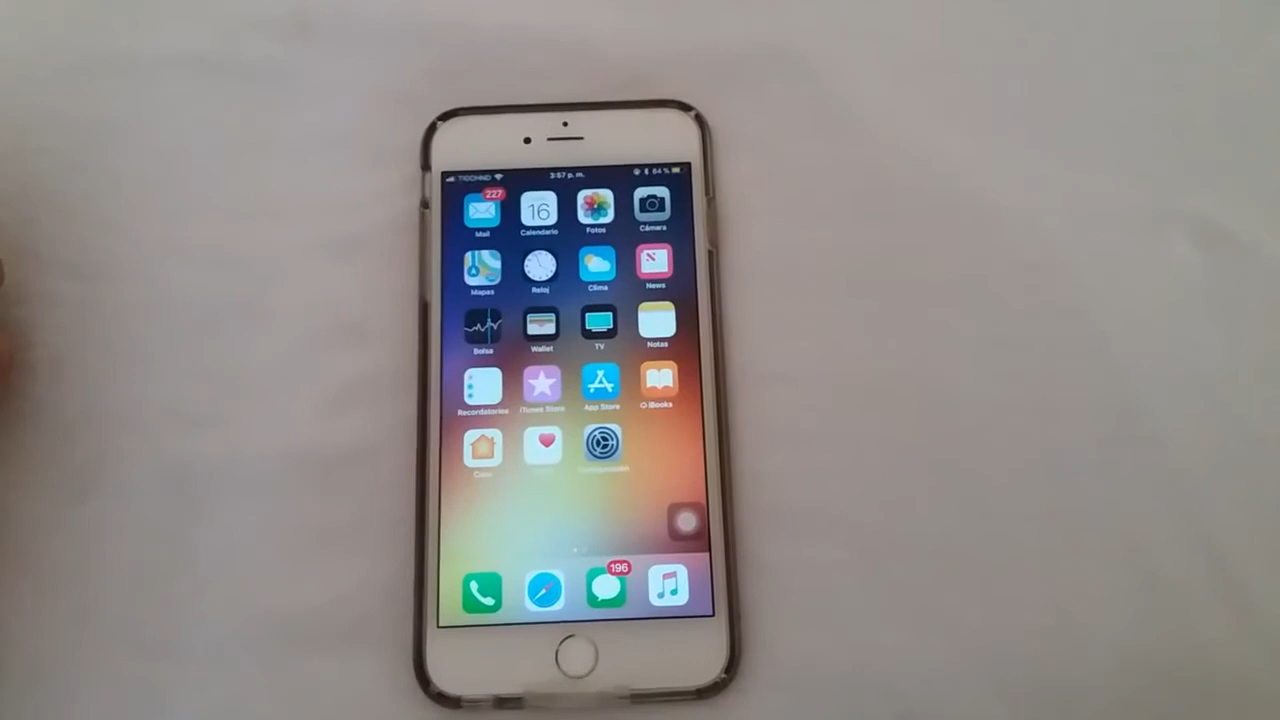 TIGOHND 3:57 p. m. 64 %
227
16
Mail Calendario Fotos Cámara
Mapas Reloj Clima News
Bolsa Wallet TV Notas
Recordatorios iTunes Store App Store iBooks
Casa
196